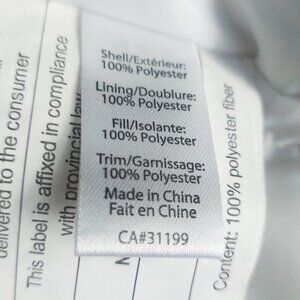 Shell/Extérieur:
100% Polyester
Lining/Doublure:
100% Polyester
Fill/Isolante:
100% Polyester
Trim/Garnissage:
100% Polyester
Made in China
Fait en Chine
CA#31199
delivered to the consumer
This label is affixed in compliance
with provincial law
Content: 100% polyester fiber